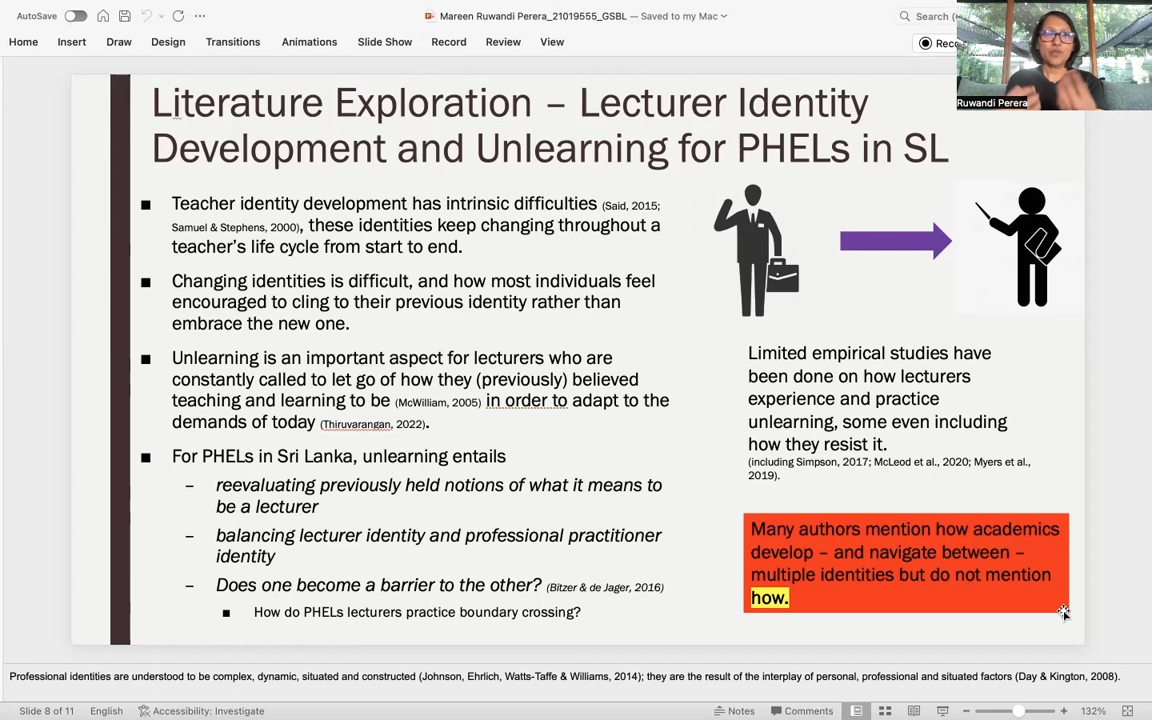 AutoSave
Mareen Ruwandi Perera_21019555_GSBL — Saved to my Mac
Search (
Home Insert Draw Design Transitions Animations Slide Show Record Review View
Reco
Ruwandi Perera
Literature Exploration – Lecturer Identity
Development and Unlearning for PHELs in SL
■ Teacher identity development has intrinsic difficulties (Said, 2015;
Samuel & Stephens, 2000), these identities keep changing throughout a
teacher's life cycle from start to end.
■ Changing identities is difficult, and how most individuals feel
encouraged to cling to their previous identity rather than
embrace the new one.
■ Unlearning is an important aspect for lecturers who are
constantly called to let go of how they (previously) believed
teaching and learning to be (McWilliam, 2005) in order to adapt to the
demands of today (Thiruvarangan, 2022).
■ For PHELs in Sri Lanka, unlearning entails
– reevaluating previously held notions of what it means to
be a lecturer
– balancing lecturer identity and professional practitioner
identity
– Does one become a barrier to the other? (Bitzer & de Jager, 2016)
■ How do PHELs lecturers practice boundary crossing?
Limited empirical studies have
been done on how lecturers
experience and practice
unlearning, some even including
how they resist it.
(including Simpson, 2017; McLeod et al., 2020; Myers et al.,
2019).
Many authors mention how academics
develop – and navigate between –
multiple identities but do not mention
how.
Professional identities are understood to be complex, dynamic, situated and constructed (Johnson, Ehrlich, Watts-Taffe & Williams, 2014); they are the result of the interplay of personal, professional and situated factors (Day & Kington, 2008).
Slide 8 of 11 English Accessibility: Investigate Notes Comments 132%